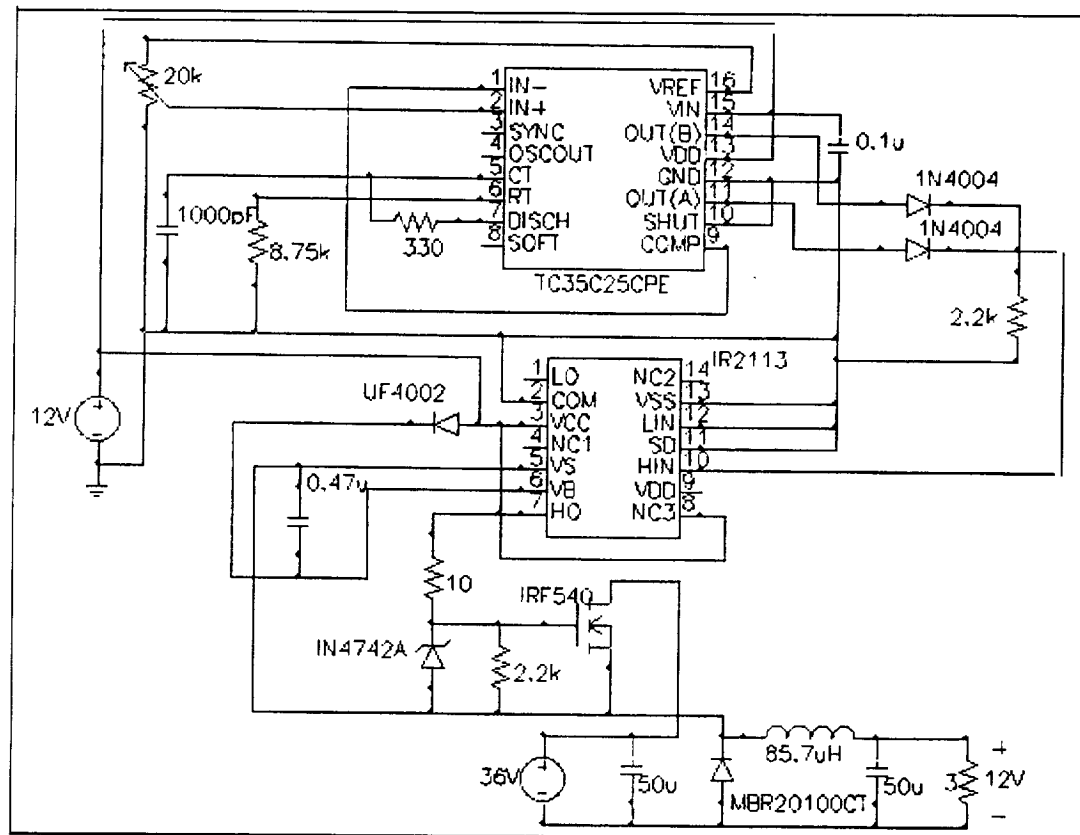 20k
1 IN-
2 IN+
3 SYNC
4 OSCOUT
5 CT
6 RT
7 DISCH
8 SOFT
VREF 16
VIN 15
OUT(B) 14
VDD 13
GND 12
OUT(A) 11
SHUT 10
COMP 9
TC35C25CPE
0.1u
1N4004
1N4004
2.2k
1000pF
8.75k
330
12V
+
-
UF4002
IR2113
1 LO
2 COM
3 VCC
4 NC1
5 VS
6 VB
7 HO
NC2 14
VSS 13
LIN 12
SD 11
HIN 10
VDD 9
NC3 8
0.47u
10
IRF540
IN4742A
2.2k
36V
+
-
50u
MBR20100CT
85.7uH
50u
3
+
12V
-